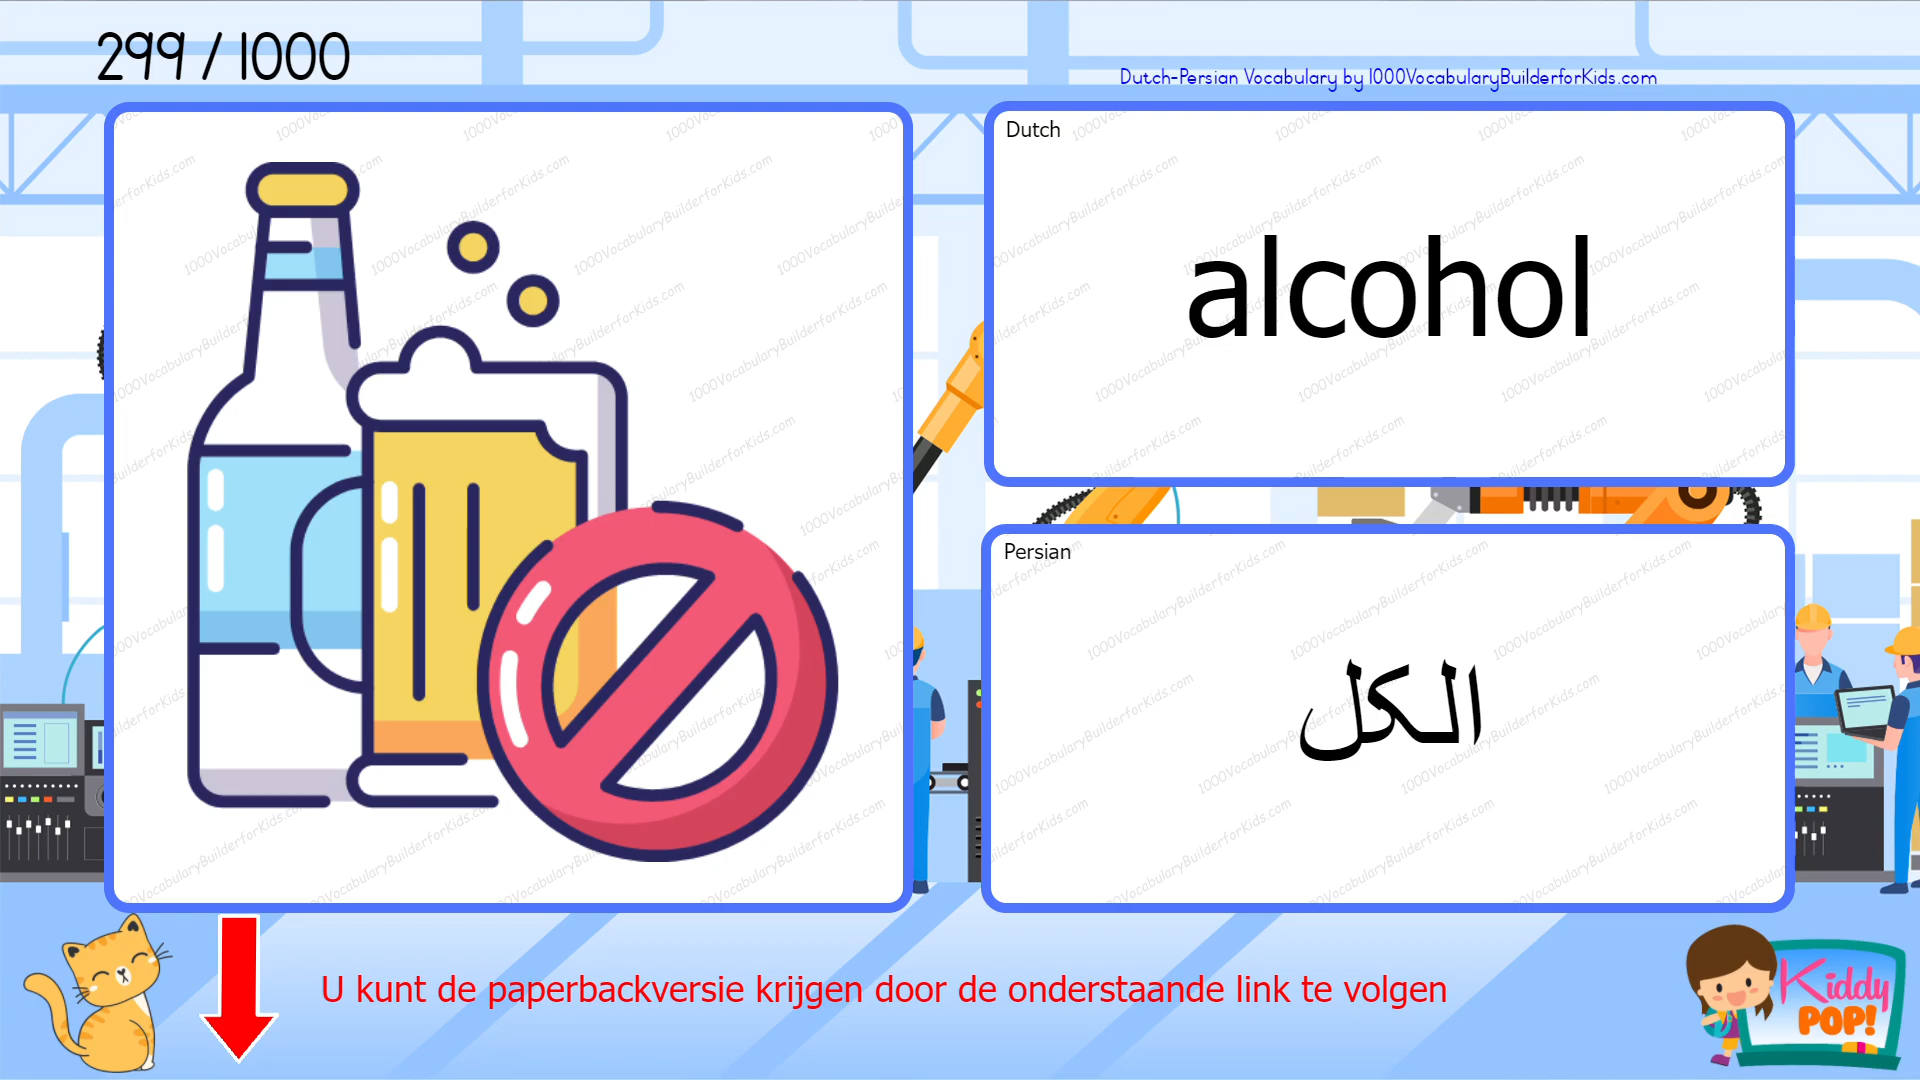 299 / 1000
Dutch-Persian Vocabulary by 1000VocabularyBuilderforKids.com
Dutch
alcohol
Persian
الکل
U kunt de paperbackversie krijgen door de onderstaande link te volgen
Kiddy
POP!